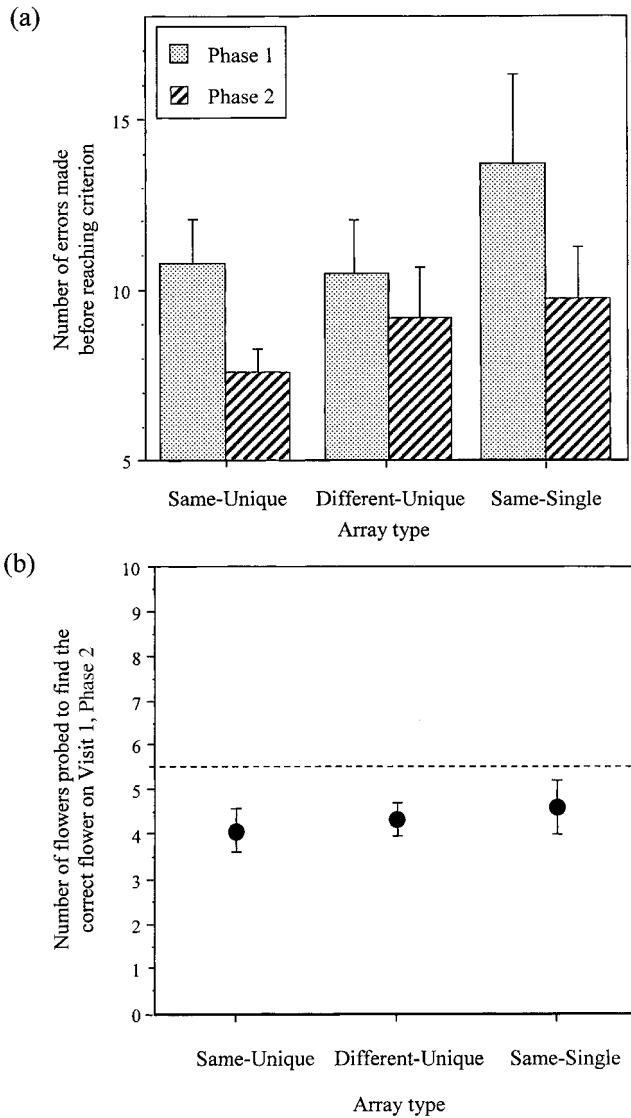 (a)
Phase 1
Phase 2
Number of errors made
before reaching criterion
15
10
5
Same-Unique Different-Unique Same-Single
Array type
(b)
Number of flowers probed to find the
correct flower on Visit 1, Phase 2
10
9
8
7
6
5
4
3
2
1
0
Same-Unique Different-Unique Same-Single
Array type